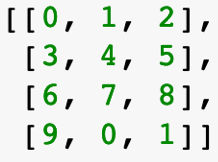 [[0, 1, 2],
[3, 4, 5],
[6, 7, 8],
[9, 0, 1]]